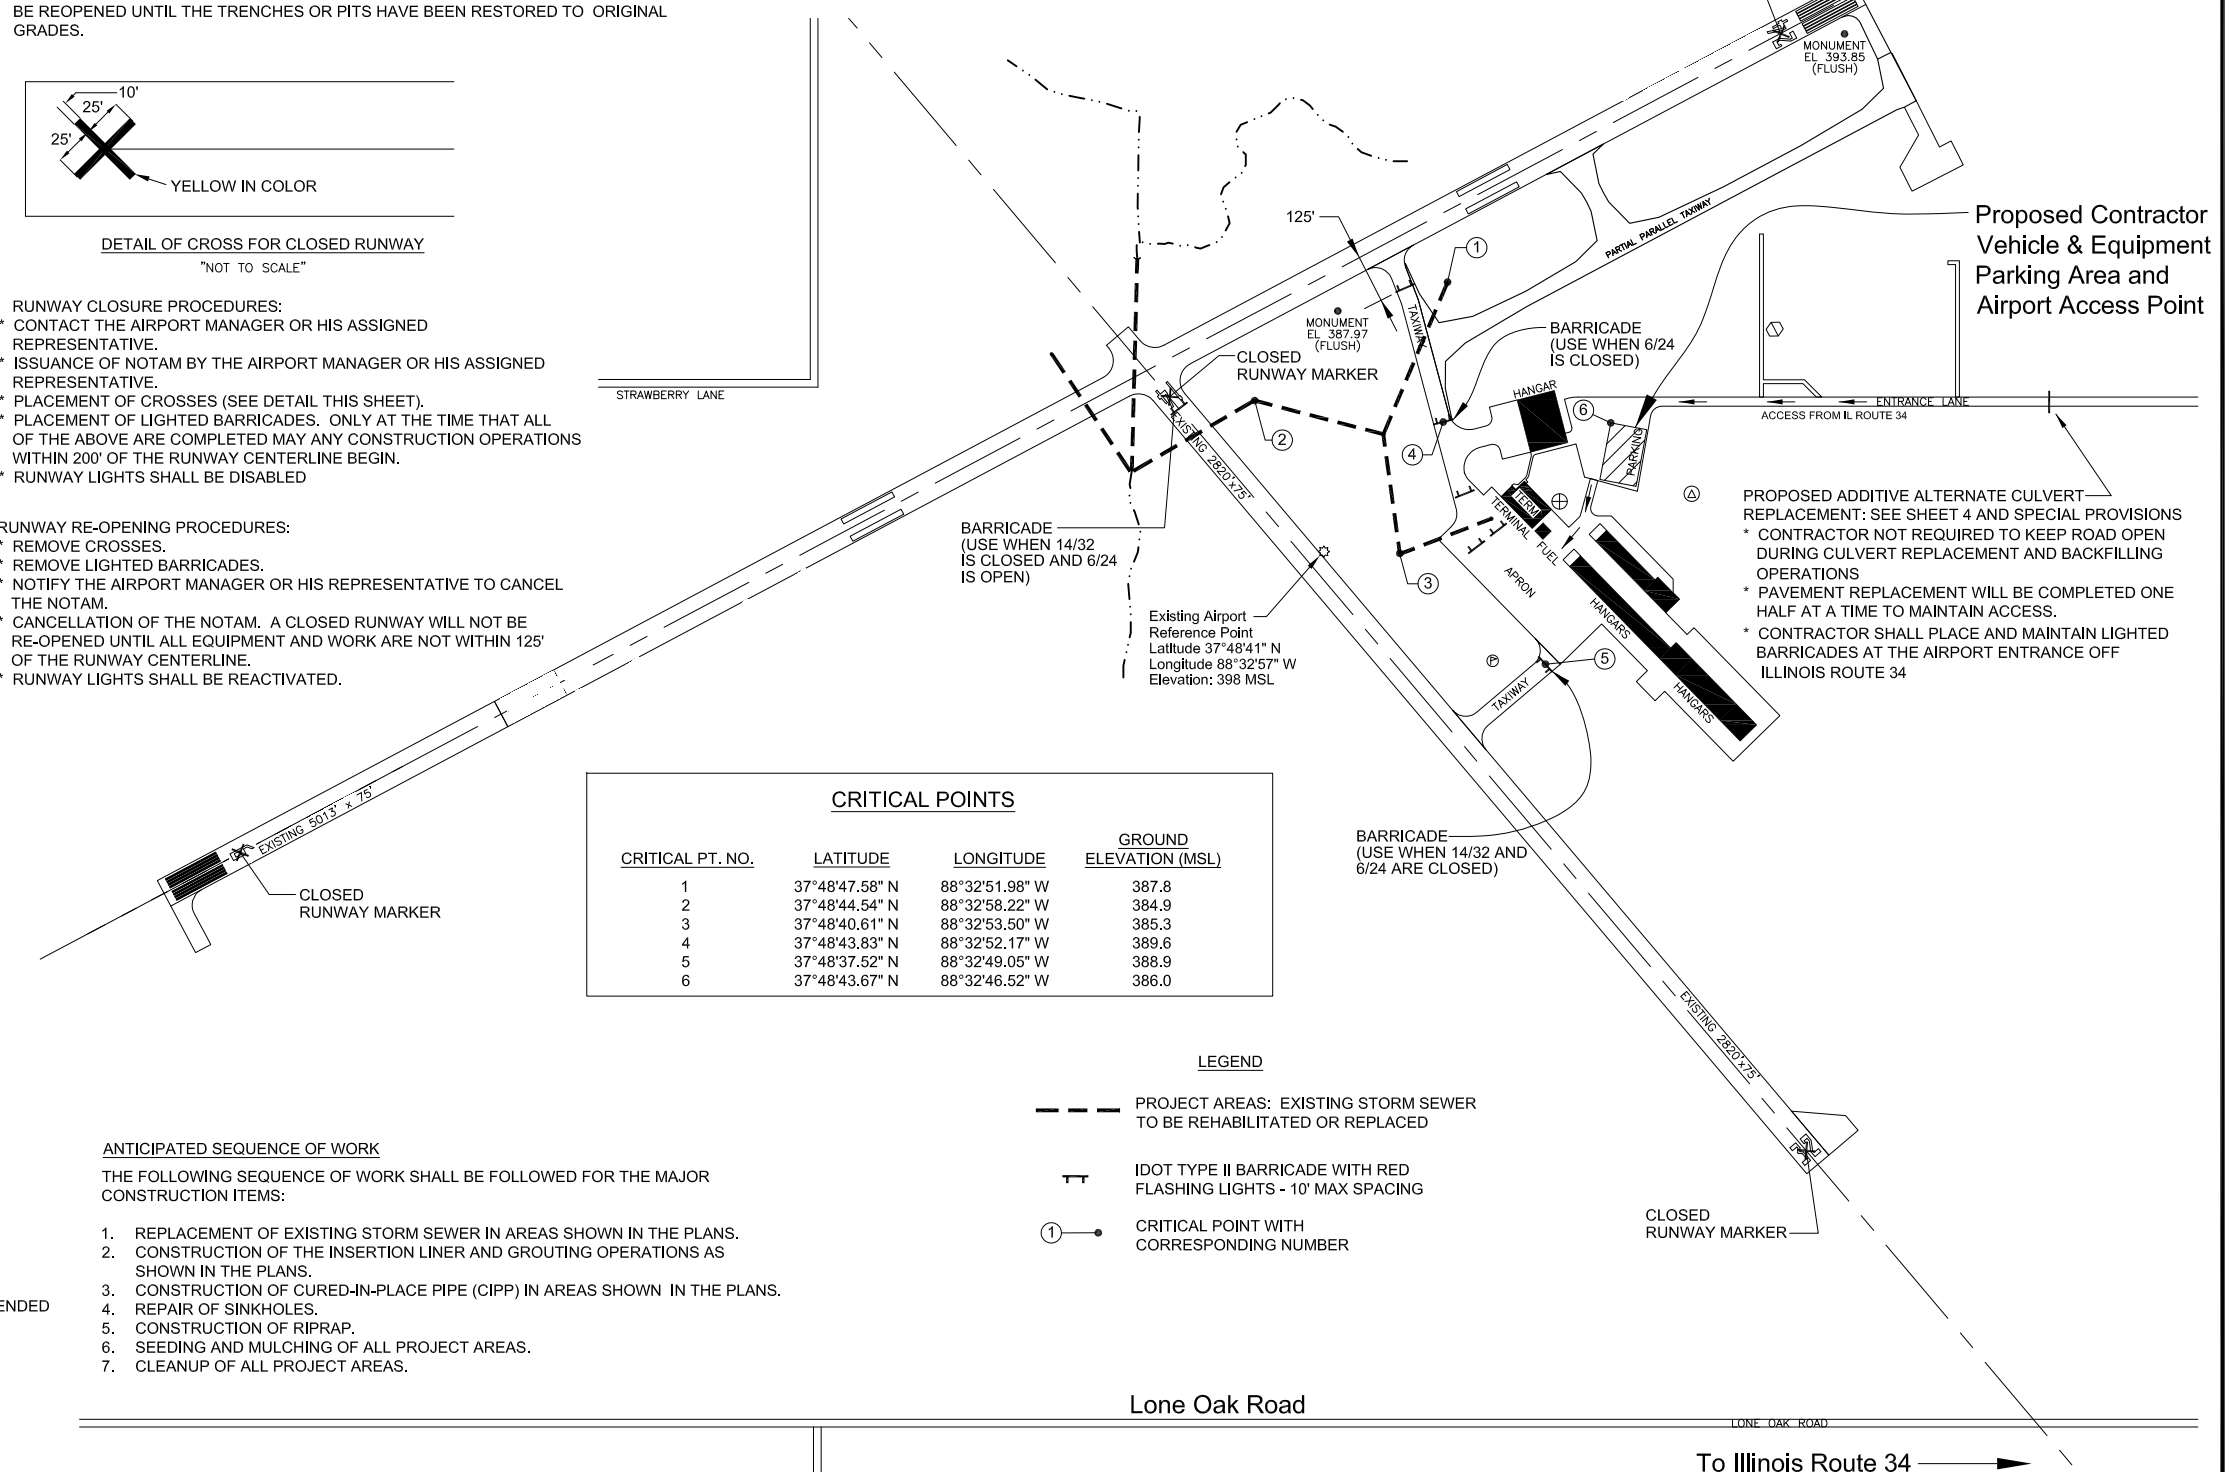 BE REOPENED UNTIL THE TRENCHES OR PITS HAVE BEEN RESTORED TO ORIGINAL
GRADES.
10'
25'
25'
YELLOW IN COLOR
DETAIL OF CROSS FOR CLOSED RUNWAY
"NOT TO SCALE"
RUNWAY CLOSURE PROCEDURES:
* CONTACT THE AIRPORT MANAGER OR HIS ASSIGNED
REPRESENTATIVE.
* ISSUANCE OF NOTAM BY THE AIRPORT MANAGER OR HIS ASSIGNED
REPRESENTATIVE.
* PLACEMENT OF CROSSES (SEE DETAIL THIS SHEET).
* PLACEMENT OF LIGHTED BARRICADES. ONLY AT THE TIME THAT ALL
OF THE ABOVE ARE COMPLETED MAY ANY CONSTRUCTION OPERATIONS
WITHIN 200' OF THE RUNWAY CENTERLINE BEGIN.
* RUNWAY LIGHTS SHALL BE DISABLED
RUNWAY RE-OPENING PROCEDURES:
* REMOVE CROSSES.
* REMOVE LIGHTED BARRICADES.
* NOTIFY THE AIRPORT MANAGER OR HIS REPRESENTATIVE TO CANCEL
THE NOTAM.
* CANCELLATION OF THE NOTAM. A CLOSED RUNWAY WILL NOT BE
RE-OPENED UNTIL ALL EQUIPMENT AND WORK ARE NOT WITHIN 125'
OF THE RUNWAY CENTERLINE.
* RUNWAY LIGHTS SHALL BE REACTIVATED.
STRAWBERRY LANE
MONUMENT
EL 393.85
(FLUSH)
125'
1
PARTIAL PARALLEL TAXIWAY
Proposed Contractor
Vehicle & Equipment
Parking Area and
Airport Access Point
MONUMENT
EL 387.97
(FLUSH)
TAXIWAY
BARRICADE
(USE WHEN 6/24
IS CLOSED)
CLOSED
RUNWAY MARKER
HANGAR
6
ENTRANCE LANE
ACCESS FROM IL ROUTE 34
2
4
EXISTING 2820'x75'
PARKING
TERM
TERMINAL
FUEL
APRON
3
HANGARS
HANGARS
BARRICADE
(USE WHEN 14/32
IS CLOSED AND 6/24
IS OPEN)
Existing Airport
Reference Point
Latitude 37°48'41" N
Longitude 88°32'57" W
Elevation: 398 MSL
P
5
TAXIWAY
PROPOSED ADDITIVE ALTERNATE CULVERT
REPLACEMENT: SEE SHEET 4 AND SPECIAL PROVISIONS
* CONTRACTOR NOT REQUIRED TO KEEP ROAD OPEN
DURING CULVERT REPLACEMENT AND BACKFILLING
OPERATIONS
* PAVEMENT REPLACEMENT WILL BE COMPLETED ONE
HALF AT A TIME TO MAINTAIN ACCESS.
* CONTRACTOR SHALL PLACE AND MAINTAIN LIGHTED
BARRICADES AT THE AIRPORT ENTRANCE OFF
ILLINOIS ROUTE 34
EXISTING 5013' x 75'
CLOSED
RUNWAY MARKER
BARRICADE
(USE WHEN 14/32 AND
6/24 ARE CLOSED)
CRITICAL POINTS
CRITICAL PT. NO. LATITUDE LONGITUDE GROUND ELEVATION (MSL)
1 37°48'47.58" N 88°32'51.98" W 387.8
2 37°48'44.54" N 88°32'58.22" W 384.9
3 37°48'40.61" N 88°32'53.50" W 385.3
4 37°48'43.83" N 88°32'52.17" W 389.6
5 37°48'37.52" N 88°32'49.05" W 388.9
6 37°48'43.67" N 88°32'46.52" W 386.0
EXISTING 2820'x75'
LEGEND
PROJECT AREAS: EXISTING STORM SEWER
TO BE REHABILITATED OR REPLACED
IDOT TYPE II BARRICADE WITH RED
FLASHING LIGHTS - 10' MAX SPACING
1
CRITICAL POINT WITH
CORRESPONDING NUMBER
CLOSED
RUNWAY MARKER
ANTICIPATED SEQUENCE OF WORK
THE FOLLOWING SEQUENCE OF WORK SHALL BE FOLLOWED FOR THE MAJOR
CONSTRUCTION ITEMS:
1. REPLACEMENT OF EXISTING STORM SEWER IN AREAS SHOWN IN THE PLANS.
2. CONSTRUCTION OF THE INSERTION LINER AND GROUTING OPERATIONS AS
SHOWN IN THE PLANS.
3. CONSTRUCTION OF CURED-IN-PLACE PIPE (CIPP) IN AREAS SHOWN IN THE PLANS.
4. REPAIR OF SINKHOLES.
5. CONSTRUCTION OF RIPRAP.
6. SEEDING AND MULCHING OF ALL PROJECT AREAS.
7. CLEANUP OF ALL PROJECT AREAS.
ENDED
Lone Oak Road
LONE OAK ROAD
To Illinois Route 34